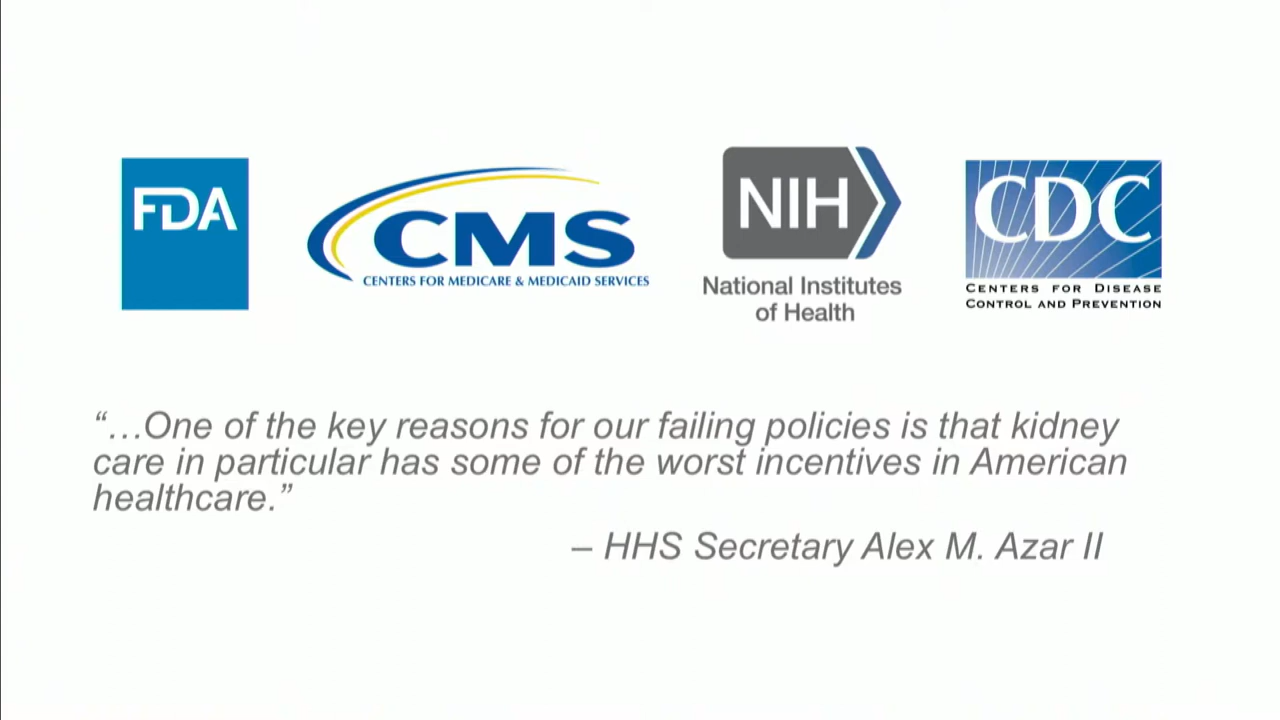 FDA
CMS
CENTERS FOR MEDICARE & MEDICAID SERVICES
NIH
National Institutes
of Health
CDC
CENTERS FOR DISEASE
CONTROL AND PREVENTION
“…One of the key reasons for our failing policies is that kidney
care in particular has some of the worst incentives in American
healthcare.”
– HHS Secretary Alex M. Azar II